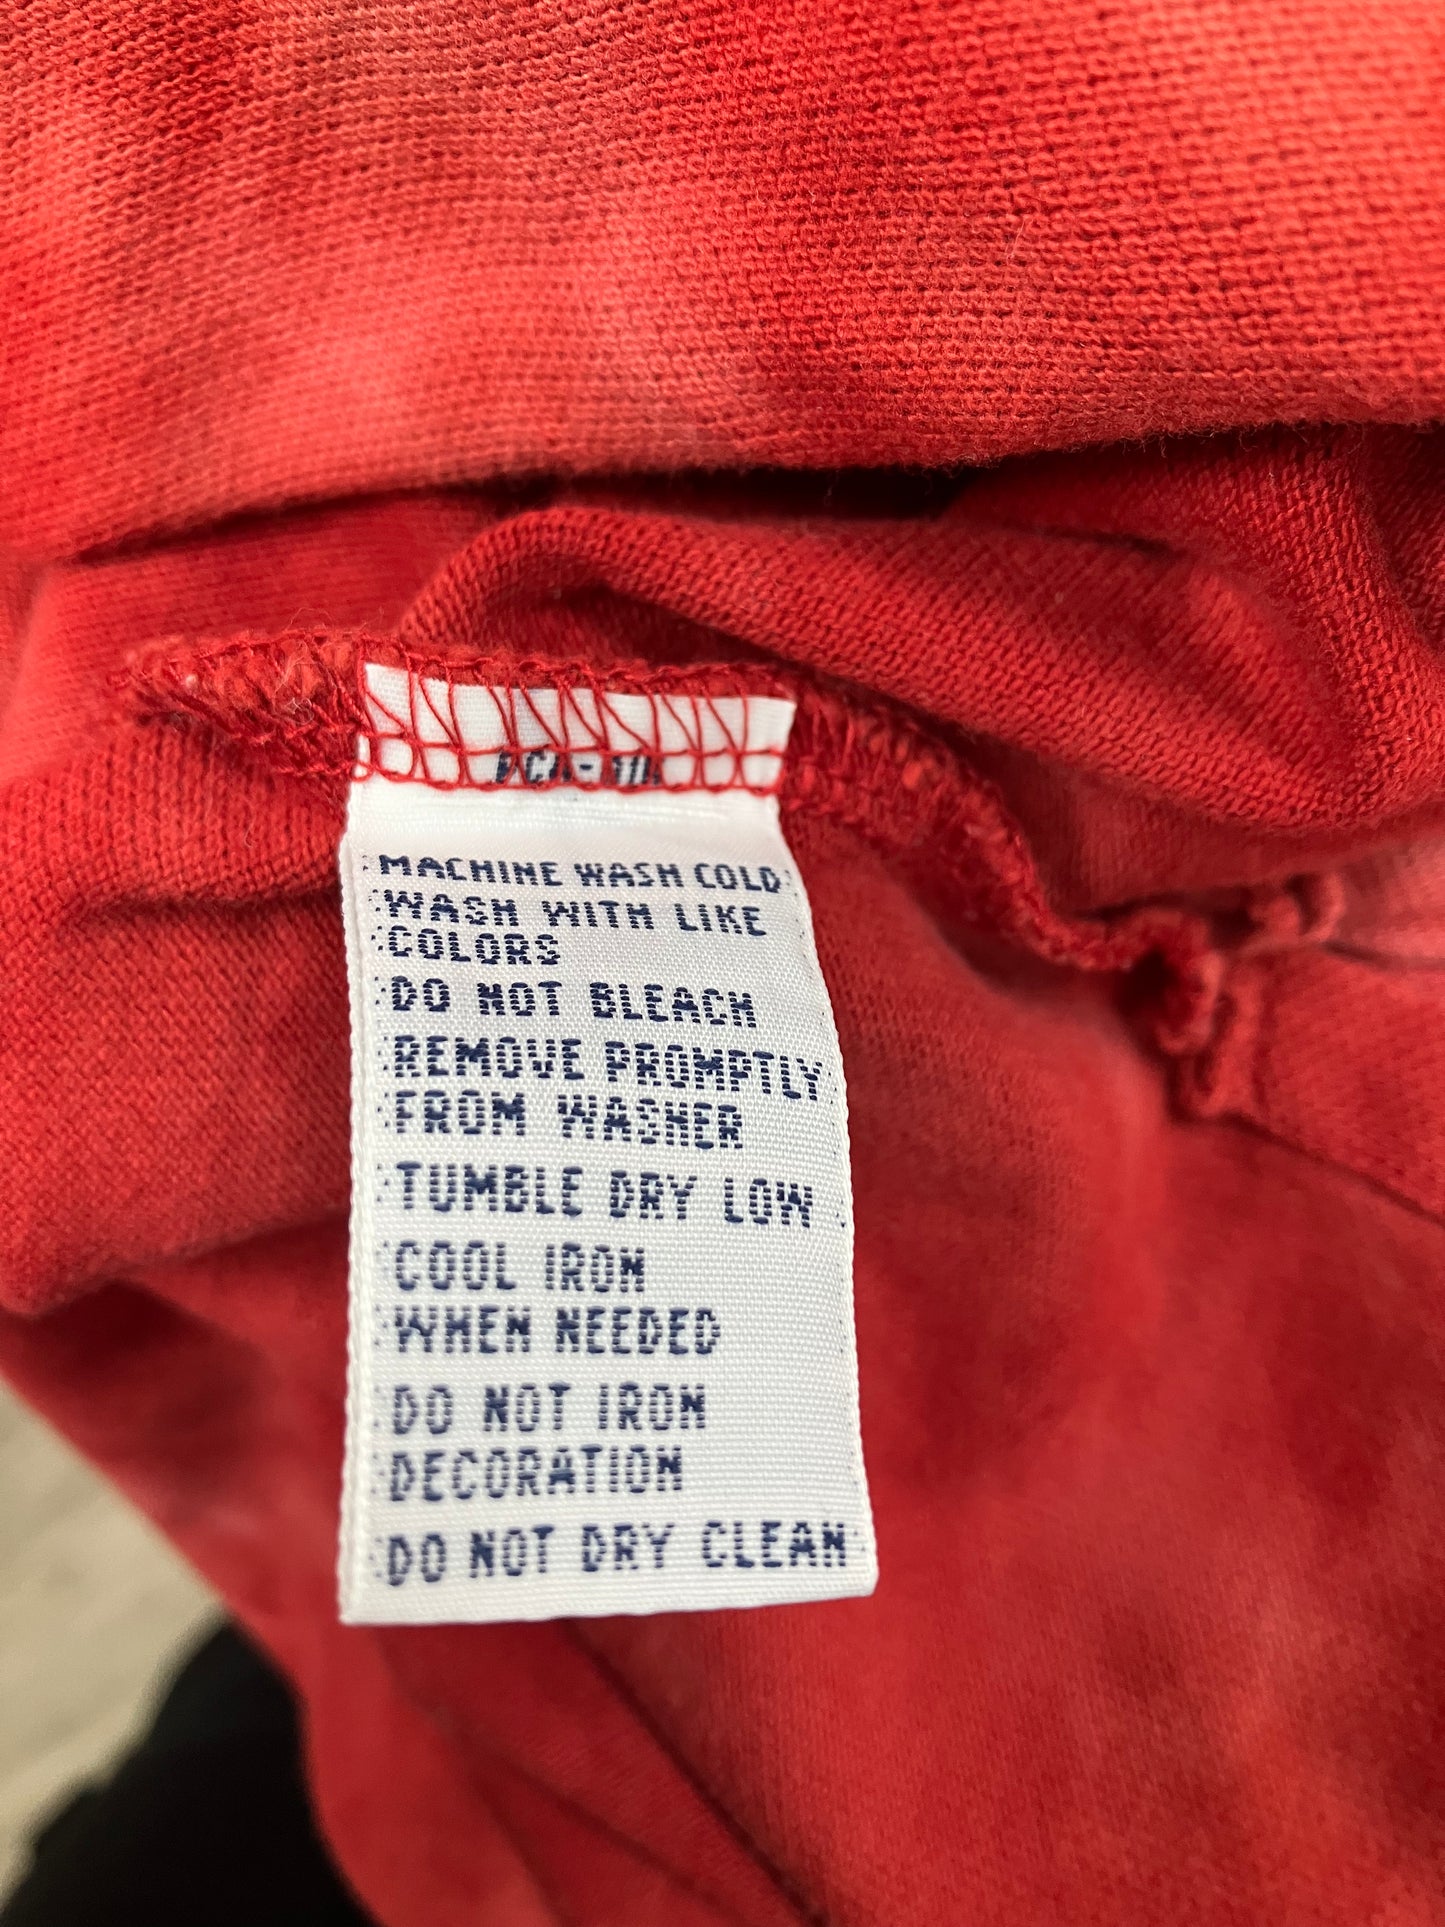 MACHINE WASH COLD
WASH WITH LIKE
COLORS
DO NOT BLEACH
REMOVE PROMPTLY
FROM WASHER
TUMBLE DRY LOW
COOL IRON
WHEN NEEDED
DO NOT IRON
DECORATION
DO NOT DRY CLEAN